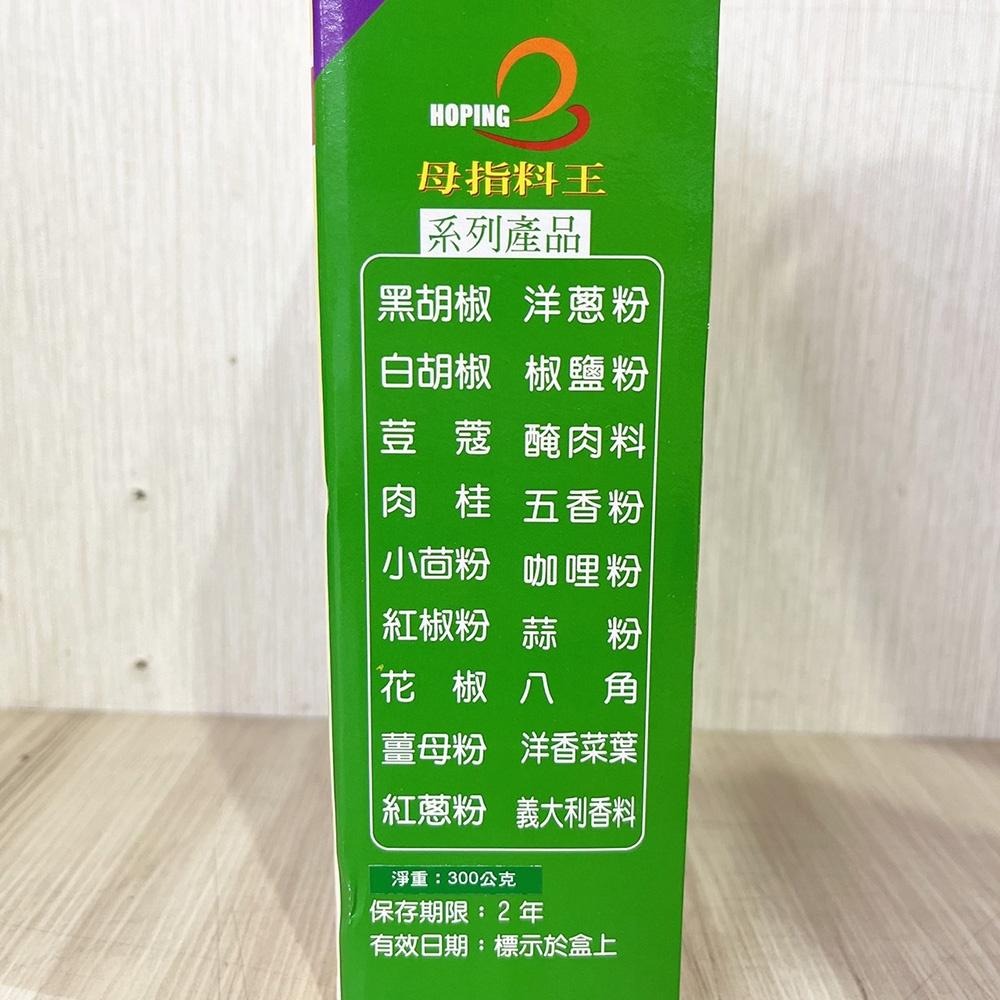 HOPING
母指料王
系列產品
黑胡椒 洋蔥粉
白胡椒 椒鹽粉
荳蔻 醃肉料
肉桂 五香粉
小茴粉 咖哩粉
紅椒粉 蒜粉
花椒 八角
薑母粉 洋香菜葉
紅蔥粉 義大利香料
淨重：300公克
保存期限：2年
有效日期：標示於盒上